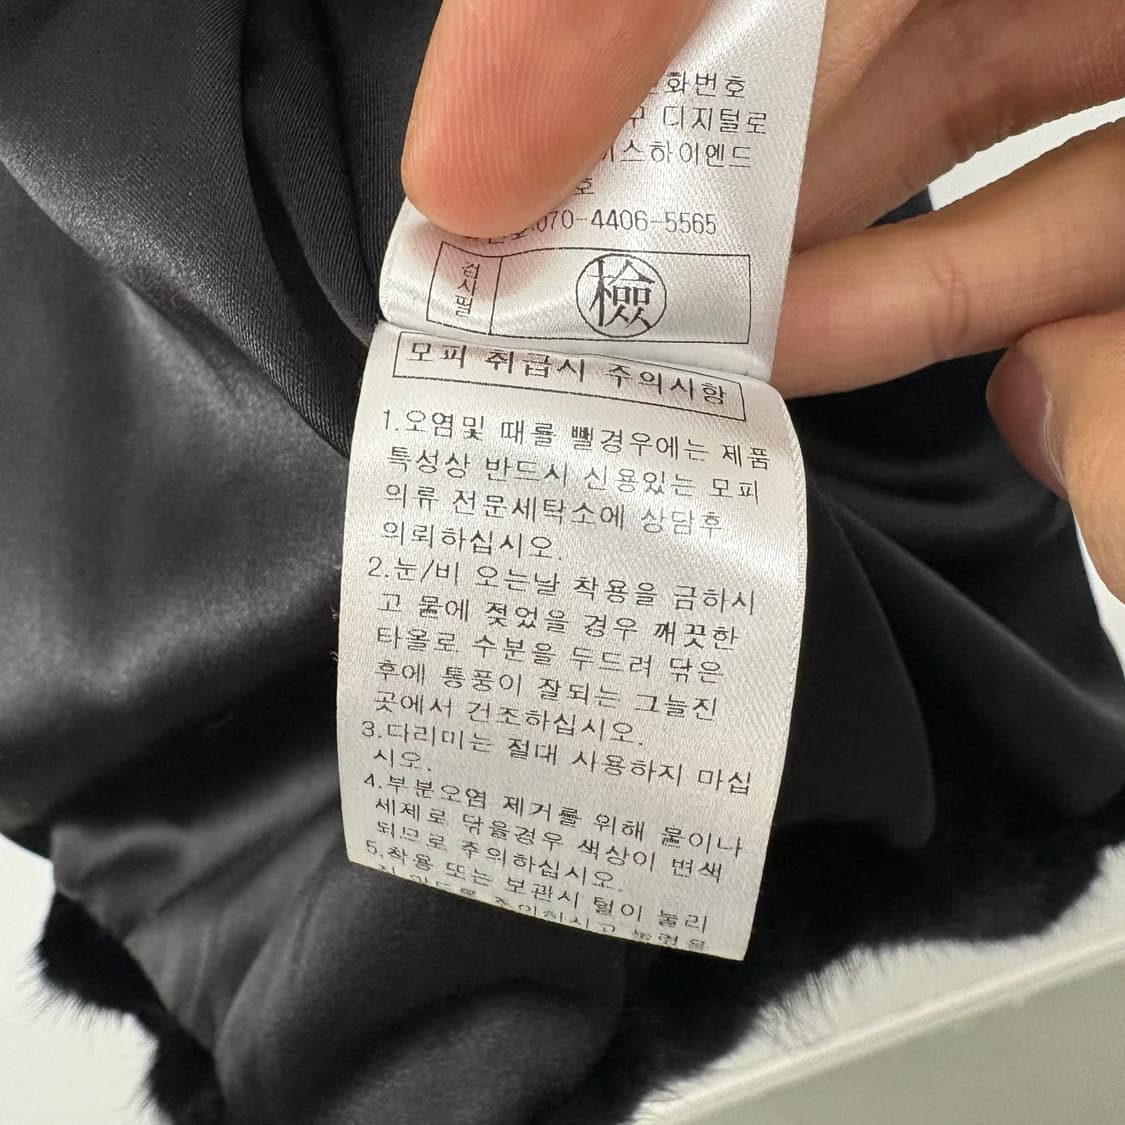 화번호
디지털로
스하이엔드
호
070-4406-5565
검사필 檢
모피 취급시 주의사항
1.오염및 때를 뺄경우에는 제품
특성상 반드시 신용있는 모피
의류 전문세탁소에 상담후
의뢰하십시오.
2.눈/비 오는날 착용을 금하시
고 물에 젖었을 경우 깨끗한
타올로 수분을 두드려 닦은
후에 통풍이 잘되는 그늘진
곳에서 건조하십시오.
3.다리미는 절대 사용하지 마십
시오.
4.부분오염 제거를 위해 물이나
세제로 닦을경우 색상이 변색
되므로 주의하십시오.
5.착용 또는 보관시 털이 눌리